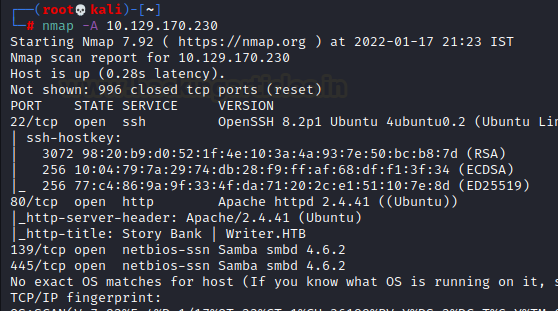 ┌──(root💀kali)-[~]
└─# nmap -A 10.129.170.230
Starting Nmap 7.92 ( https://nmap.org ) at 2022-01-17 21:23 IST
Nmap scan report for 10.129.170.230
Host is up (0.28s latency).
Not shown: 996 closed tcp ports (reset)
PORT    STATE SERVICE     VERSION
22/tcp  open  ssh         OpenSSH 8.2p1 Ubuntu 4ubuntu0.2 (Ubuntu Lin
| ssh-hostkey:
|   3072 98:20:b9:d0:52:1f:4e:10:3a:4a:93:7e:50:bc:b8:7d (RSA)
|   256 10:04:79:7a:29:74:db:28:f9:ff:af:68:df:f1:3f:34 (ECDSA)
|_  256 77:c4:86:9a:9f:33:4f:da:71:20:2c:e1:51:10:7e:8d (ED25519)
80/tcp  open  http        Apache httpd 2.4.41 ((Ubuntu))
|_http-server-header: Apache/2.4.41 (Ubuntu)
|_http-title: Story Bank | Writer.HTB
139/tcp open  netbios-ssn Samba smbd 4.6.2
445/tcp open  netbios-ssn Samba smbd 4.6.2
No exact OS matches for host (If you know what OS is running on it, s
TCP/IP fingerprint: